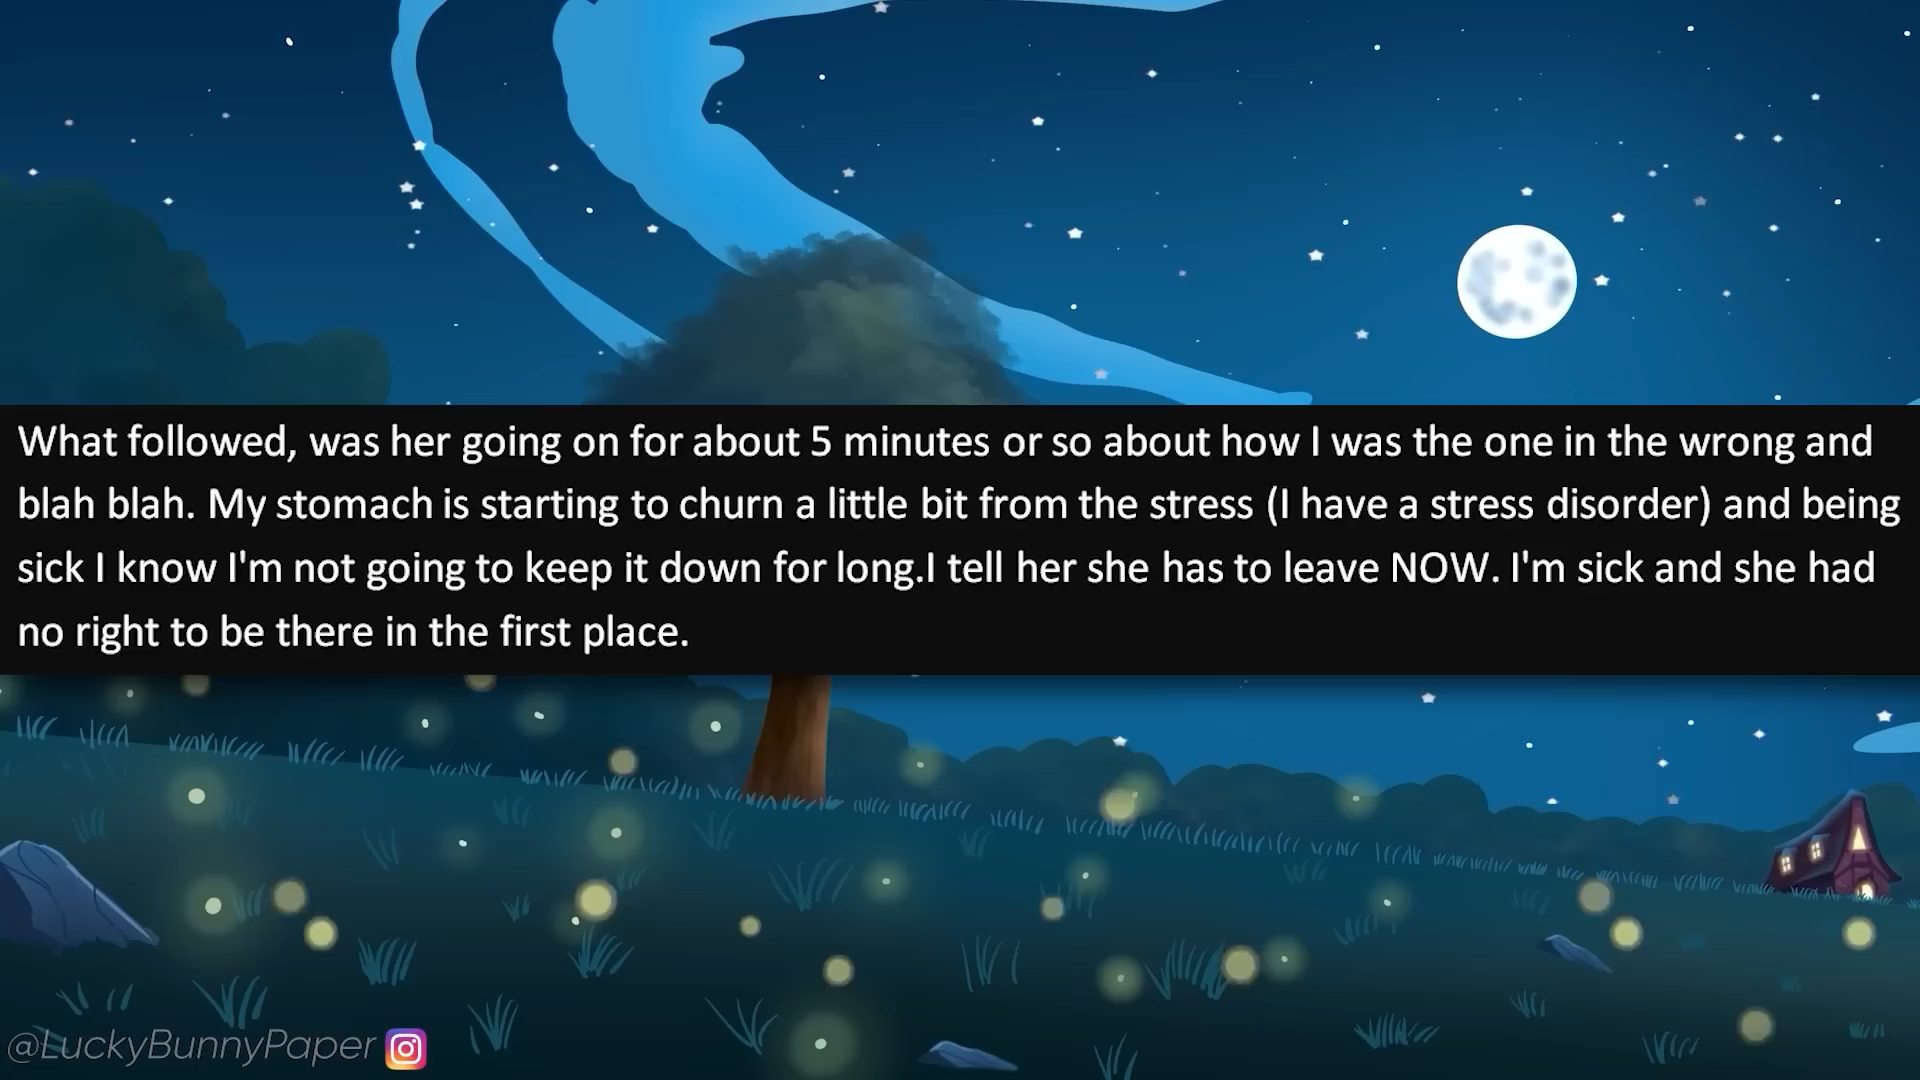 What followed, was her going on for about 5 minutes or so about how I was the one in the wrong and
blah blah. My stomach is starting to churn a little bit from the stress (I have a stress disorder) and being
sick I know I'm not going to keep it down for long.I tell her she has to leave NOW. I'm sick and she had
no right to be there in the first place.
@LuckyBunnyPaper